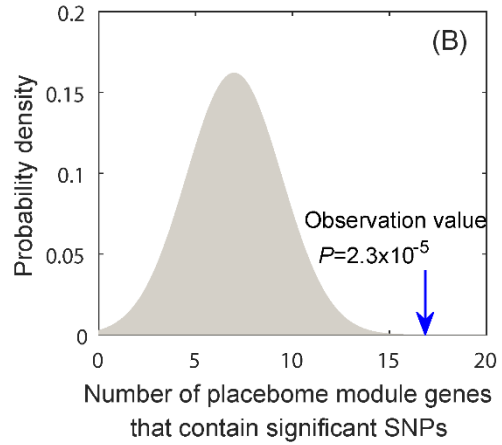 0.2
(B)
0.15
0.1
0.05
0
Probability density
Observation value
P=2.3x10-5
0
5
10
15
20
Number of placebome module genes
that contain significant SNPs